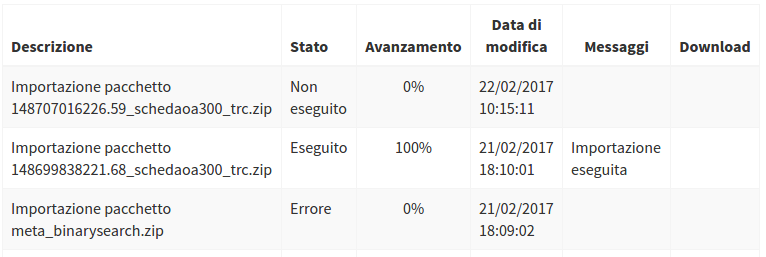 Descrizione Stato Avanzamento Data di modifica Messaggi Download
Importazione pacchetto Non 0% 22/02/2017
148707016226.59_schedaoa300_trc.zip eseguito 10:15:11
Importazione pacchetto Eseguito 100% 21/02/2017 Importazione
148699838221.68_schedaoa300_trc.zip 18:10:01 eseguita
Importazione pacchetto Errore 0% 21/02/2017
meta_binarysearch.zip 18:09:02